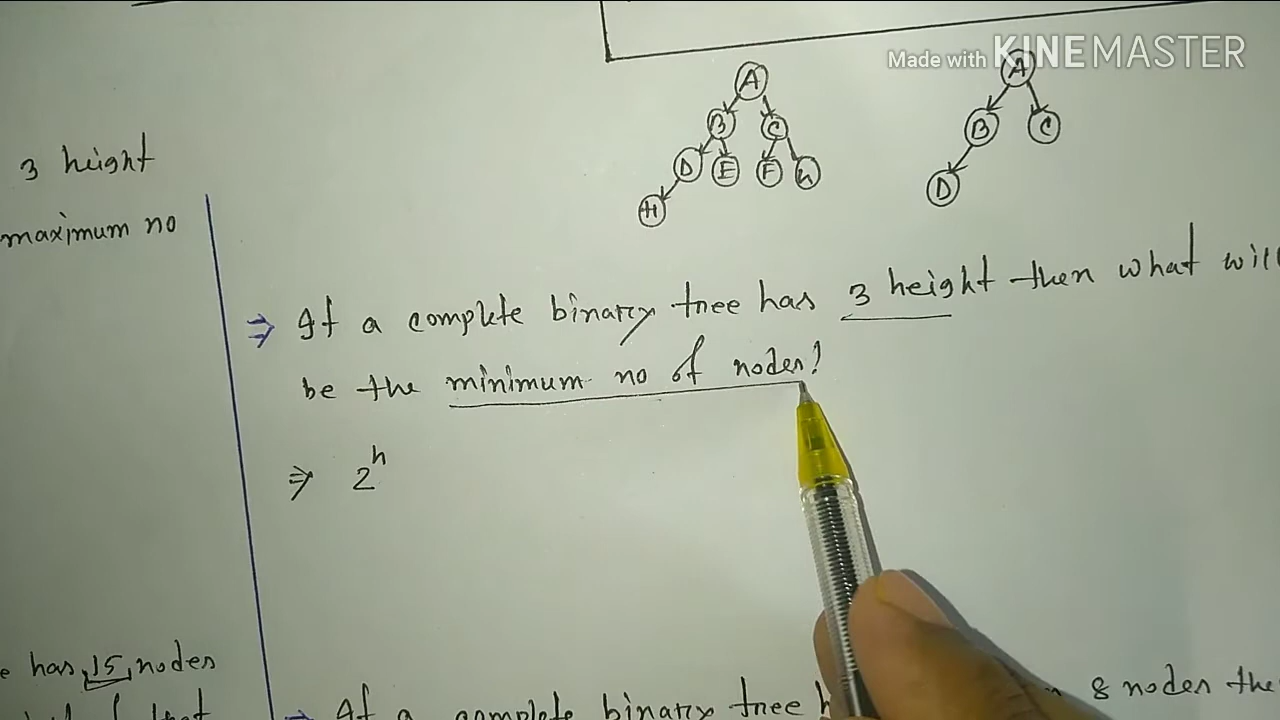 Made with KINEMASTER
A
B C
D E F G
H
A
B C
D
3 height
maximum no
⇒ If a complete binary tree has 3 height then what will
be the minimum no of nodes?
⇒ 2^h
has 15 nodes
⇒ If a complete binary tree
8 nodes the